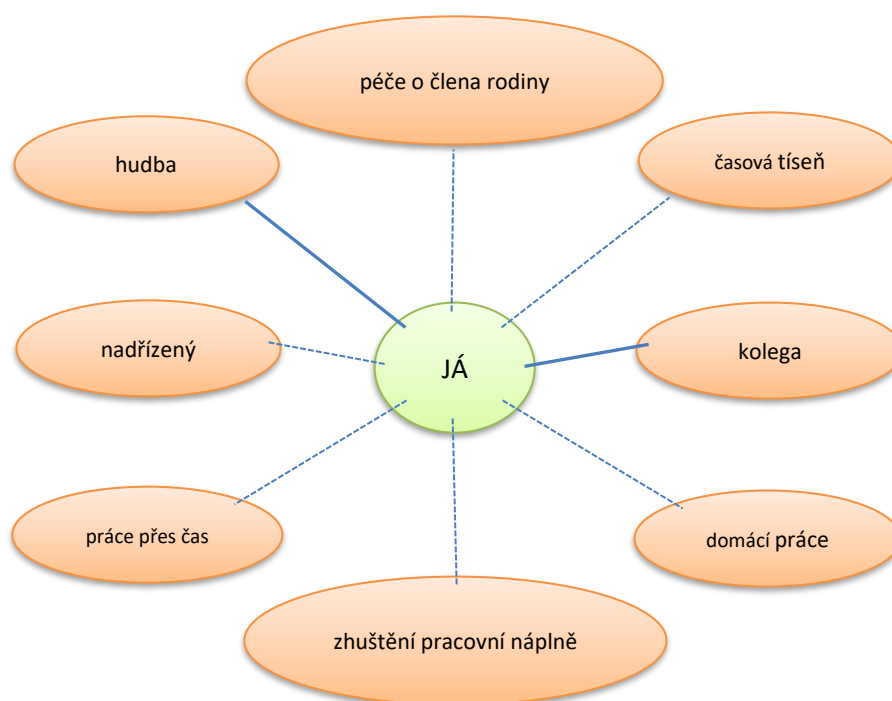 péče o člena rodiny
hudba
časová tíseň
nadřízený
JÁ
kolega
práce přes čas
domácí práce
zhuštění pracovní náplně